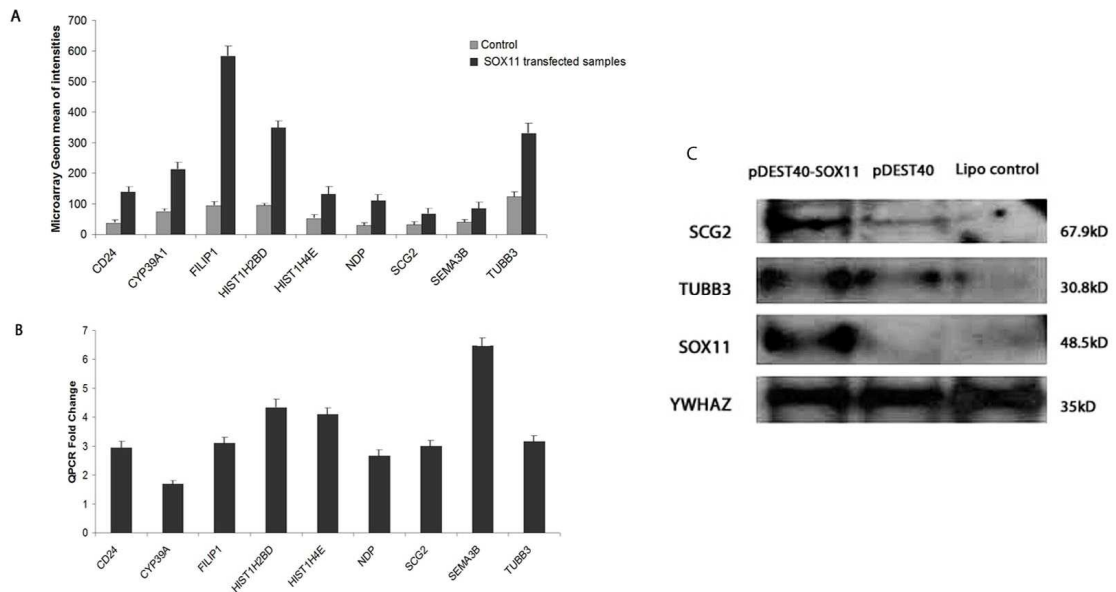 A
Microarray Geom mean of intensities
700
600
500
400
300
200
100
0
Control
SOX11 transfected samples
CD24
CYP39A1
FILIP1
HIST1H2BD
HIST1H4E
NDP
SCG2
SEMA3B
TUBB3
B
QPCR Fold Change
7
6
5
4
3
2
1
0
CD24
CYP39A
FILIP1
HIST1H2BD
HIST1H4E
NDP
SCG2
SEMA3B
TUBB3
C
pDEST40-SOX11 pDEST40 Lipo control
SCG2 67.9kD
TUBB3 30.8kD
SOX11 48.5kD
YWHAZ 35kD